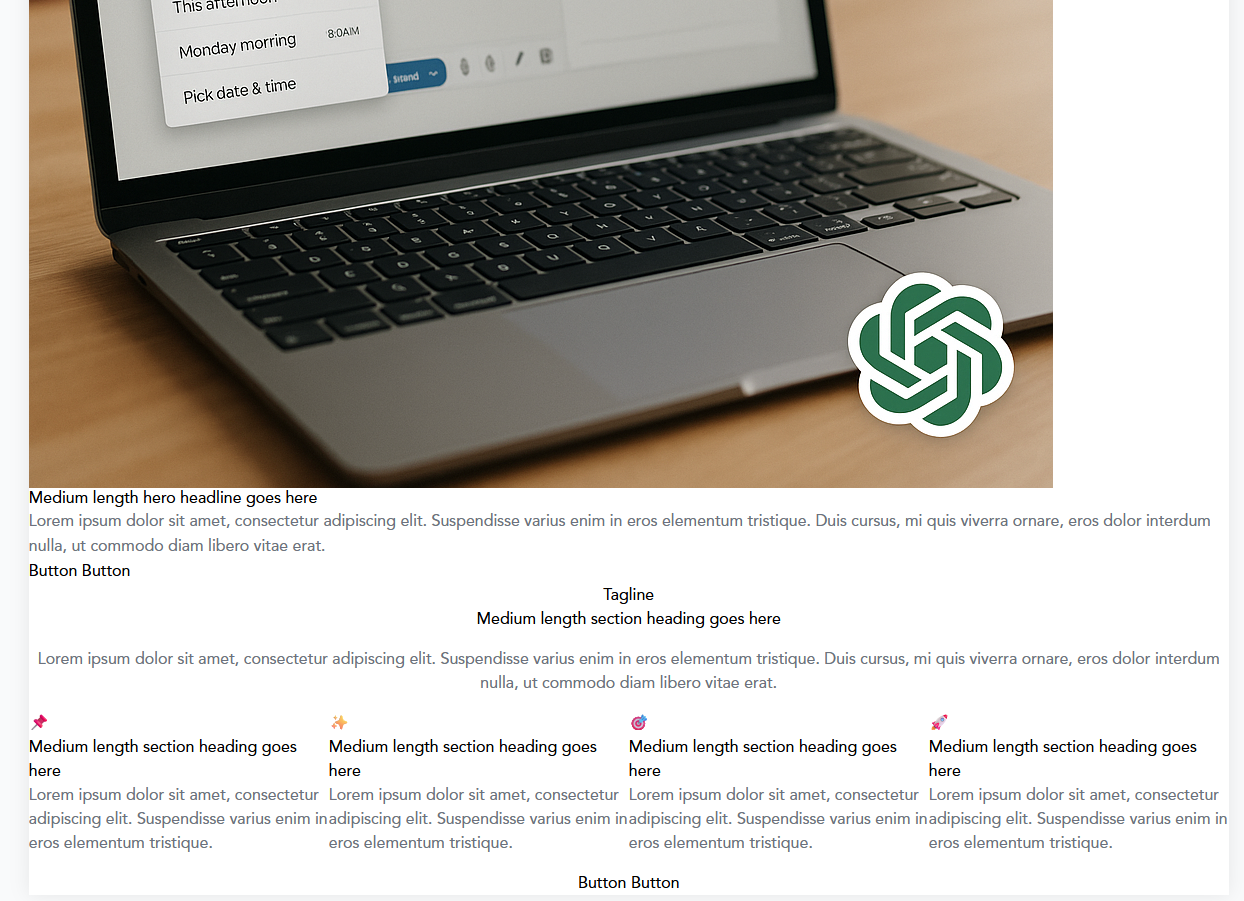 This afternoon
Monday morring 8:0AIM
Pick date & time
Medium length hero headline goes here
Lorem ipsum dolor sit amet, consectetur adipiscing elit. Suspendisse varius enim in eros elementum tristique. Duis cursus, mi quis viverra ornare, eros dolor interdum
nulla, ut commodo diam libero vitae erat.
Button Button
Tagline
Medium length section heading goes here
Lorem ipsum dolor sit amet, consectetur adipiscing elit. Suspendisse varius enim in eros elementum tristique. Duis cursus, mi quis viverra ornare, eros dolor interdum
nulla, ut commodo diam libero vitae erat.
Medium length section heading goes
here
Lorem ipsum dolor sit amet, consectetur
adipiscing elit. Suspendisse varius enim in
eros elementum tristique.
Medium length section heading goes
here
Lorem ipsum dolor sit amet, consectetur
adipiscing elit. Suspendisse varius enim in
eros elementum tristique.
Medium length section heading goes
here
Lorem ipsum dolor sit amet, consectetur
adipiscing elit. Suspendisse varius enim in
eros elementum tristique.
Medium length section heading goes
here
Lorem ipsum dolor sit amet, consectetur
adipiscing elit. Suspendisse varius enim in
eros elementum tristique.
Button Button